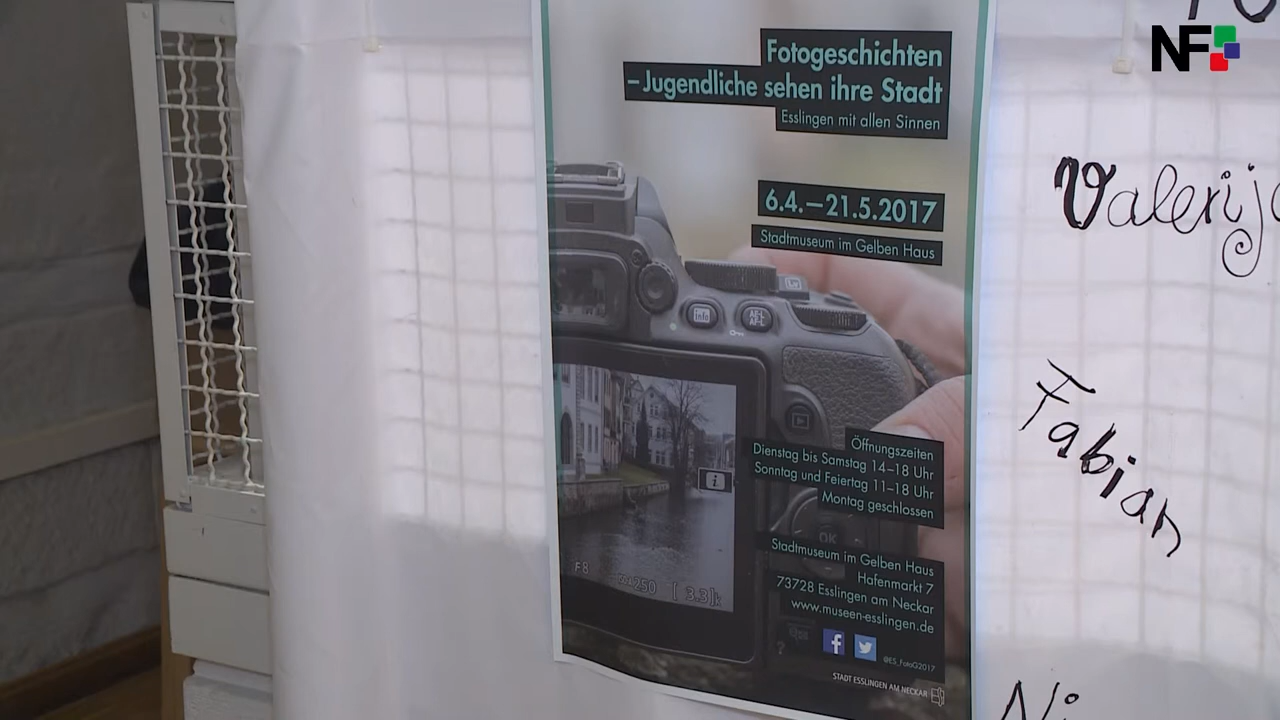 NF
Fotogeschichten
–Jugendliche sehen ihre Stadt
Esslingen mit allen Sinnen
6.4.–21.5.2017
Stadtmuseum im Gelben Haus
info
AE-L
AF-L
Öffnungszeiten
Dienstag bis Samstag 14–18 Uhr
Sonntag und Feiertag 11–18 Uhr
Montag geschlossen
i
OK
F8
[ 3.3]k
Stadtmuseum im Gelben Haus
Hafenmarkt 7
73728 Esslingen am Neckar
www.museen-esslingen.de
?
@ES_FotoG2017
STADT ESSLINGEN AM NECKAR
Fabian